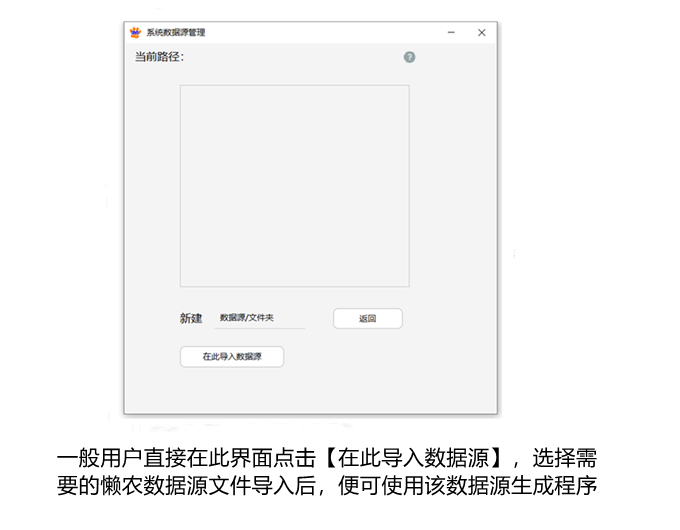 系统数据源管理
当前路径：
?
新建 数据源/文件夹 返回
在此导入数据源
一般用户直接在此界面点击【在此导入数据源】，选择需
要的懒农数据源文件导入后，便可使用该数据源生成程序